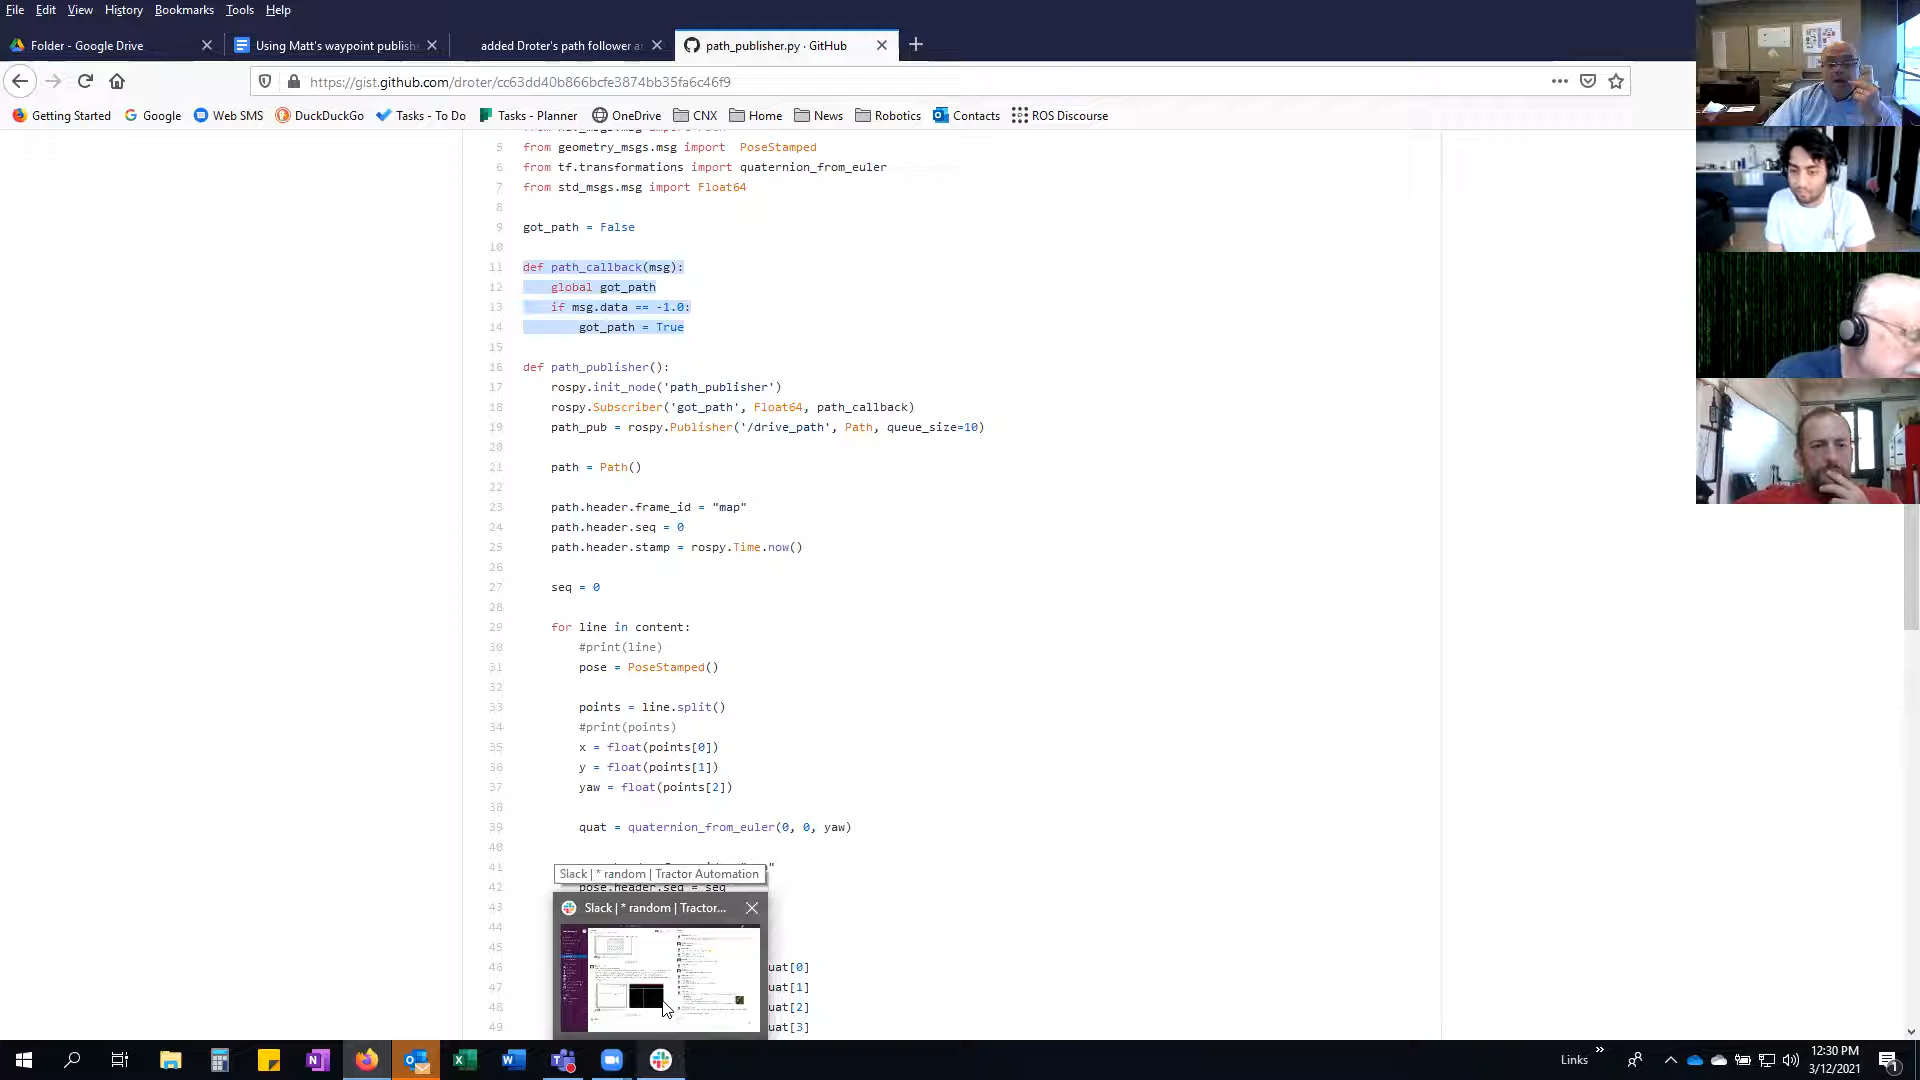 File Edit View History Bookmarks Tools Help
Folder - Google Drive
Using Matt's waypoint publish
added Droter's path follower a
path_publisher.py · GitHub
https://gist.github.com/droter/cc63dd40b866bcfe3874bb35fa6c46f9
Getting Started Google Web SMS DuckDuckGo Tasks - To Do Tasks - Planner OneDrive CNX Home News Robotics Contacts ROS Discourse
5 from geometry_msgs.msg import PoseStamped
6 from tf.transformations import quaternion_from_euler
7 from std_msgs.msg import Float64
8
9 got_path = False
10
11 def path_callback(msg):
12 global got_path
13 if msg.data == -1.0:
14 got_path = True
15
16 def path_publisher():
17 rospy.init_node('path_publisher')
18 rospy.Subscriber('got_path', Float64, path_callback)
19 path_pub = rospy.Publisher('/drive_path', Path, queue_size=10)
20
21 path = Path()
22
23 path.header.frame_id = "map"
24 path.header.seq = 0
25 path.header.stamp = rospy.Time.now()
26
27 seq = 0
28
29 for line in content:
30 #print(line)
31 pose = PoseStamped()
32
33 points = line.split()
34 #print(points)
35 x = float(points[0])
36 y = float(points[1])
37 yaw = float(points[2])
38
39 quat = quaternion_from_euler(0, 0, yaw)
40
41
Slack | * random | Tractor Automation
42 pose.header.seq = seq
43
Slack | * random | Tractor...
44
45
46 uat[0]
47 uat[1]
48 uat[2]
49 uat[3]
Links
12:30 PM
3/12/2021
1